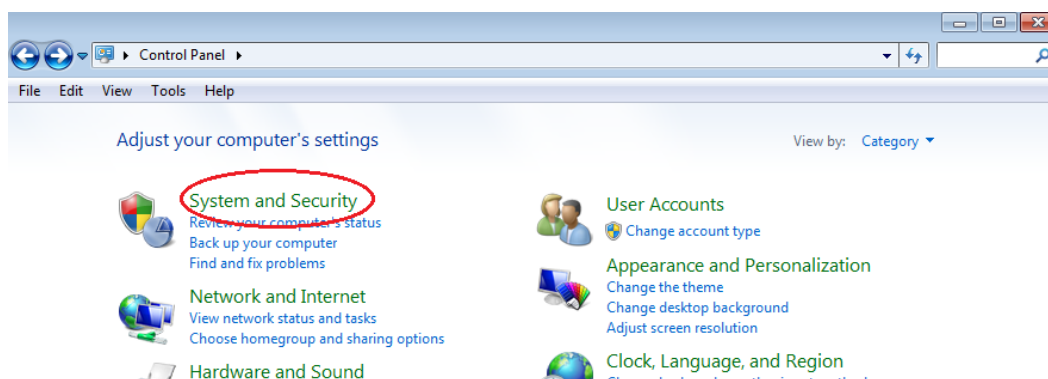 Control Panel
File Edit View Tools Help
Adjust your computer's settings
View by: Category
System and Security
Review your computer's status
Back up your computer
Find and fix problems
Network and Internet
View network status and tasks
Choose homegroup and sharing options
Hardware and Sound
User Accounts
Change account type
Appearance and Personalization
Change the theme
Change desktop background
Adjust screen resolution
Clock, Language, and Region